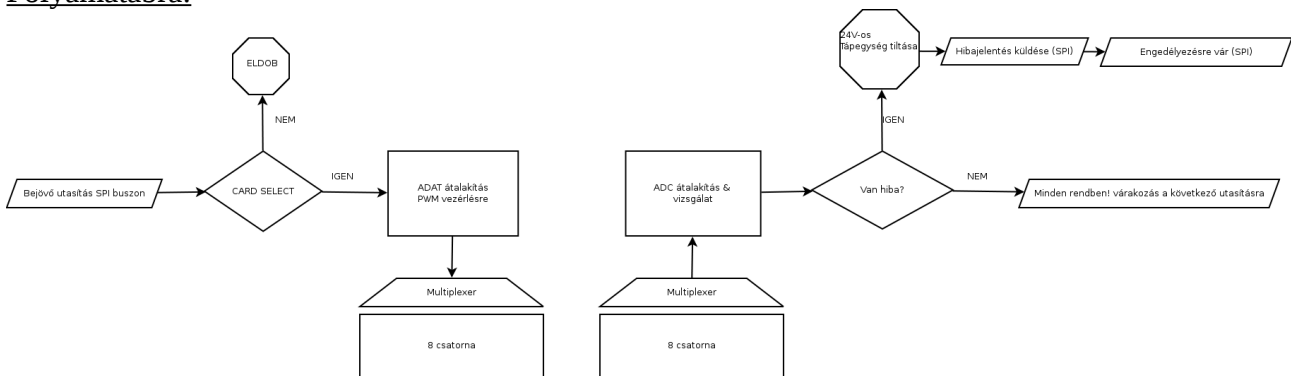 Folyamatábra:
ELDOB
NEM
Bejövő utasítás SPI buszon
CARD SELECT
IGEN
ADAT átalakítás
PWM vezérlésre
Multiplexer
8 csatorna
24V-os
Tápegység tiltása
Hibajelentés küldése (SPI)
Engedélyezésre vár (SPI)
IGEN
ADC átalakítás &
vizsgálat
Van hiba?
NEM
Minden rendben! várakozás a következő utasításra
Multiplexer
8 csatorna